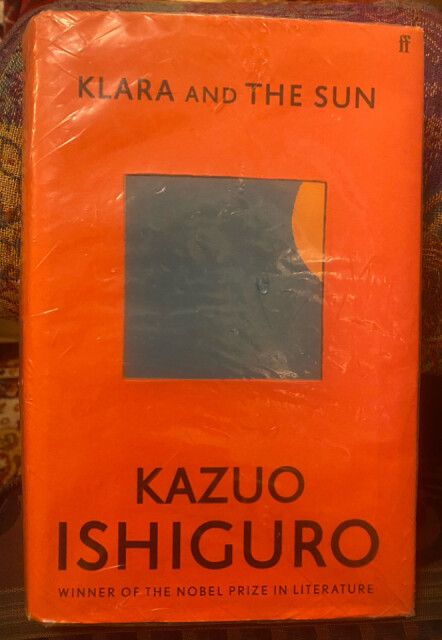 ff
KLARA AND THE SUN
KAZUO
ISHIGURO
WINNER OF THE NOBEL PRIZE IN LITERATURE